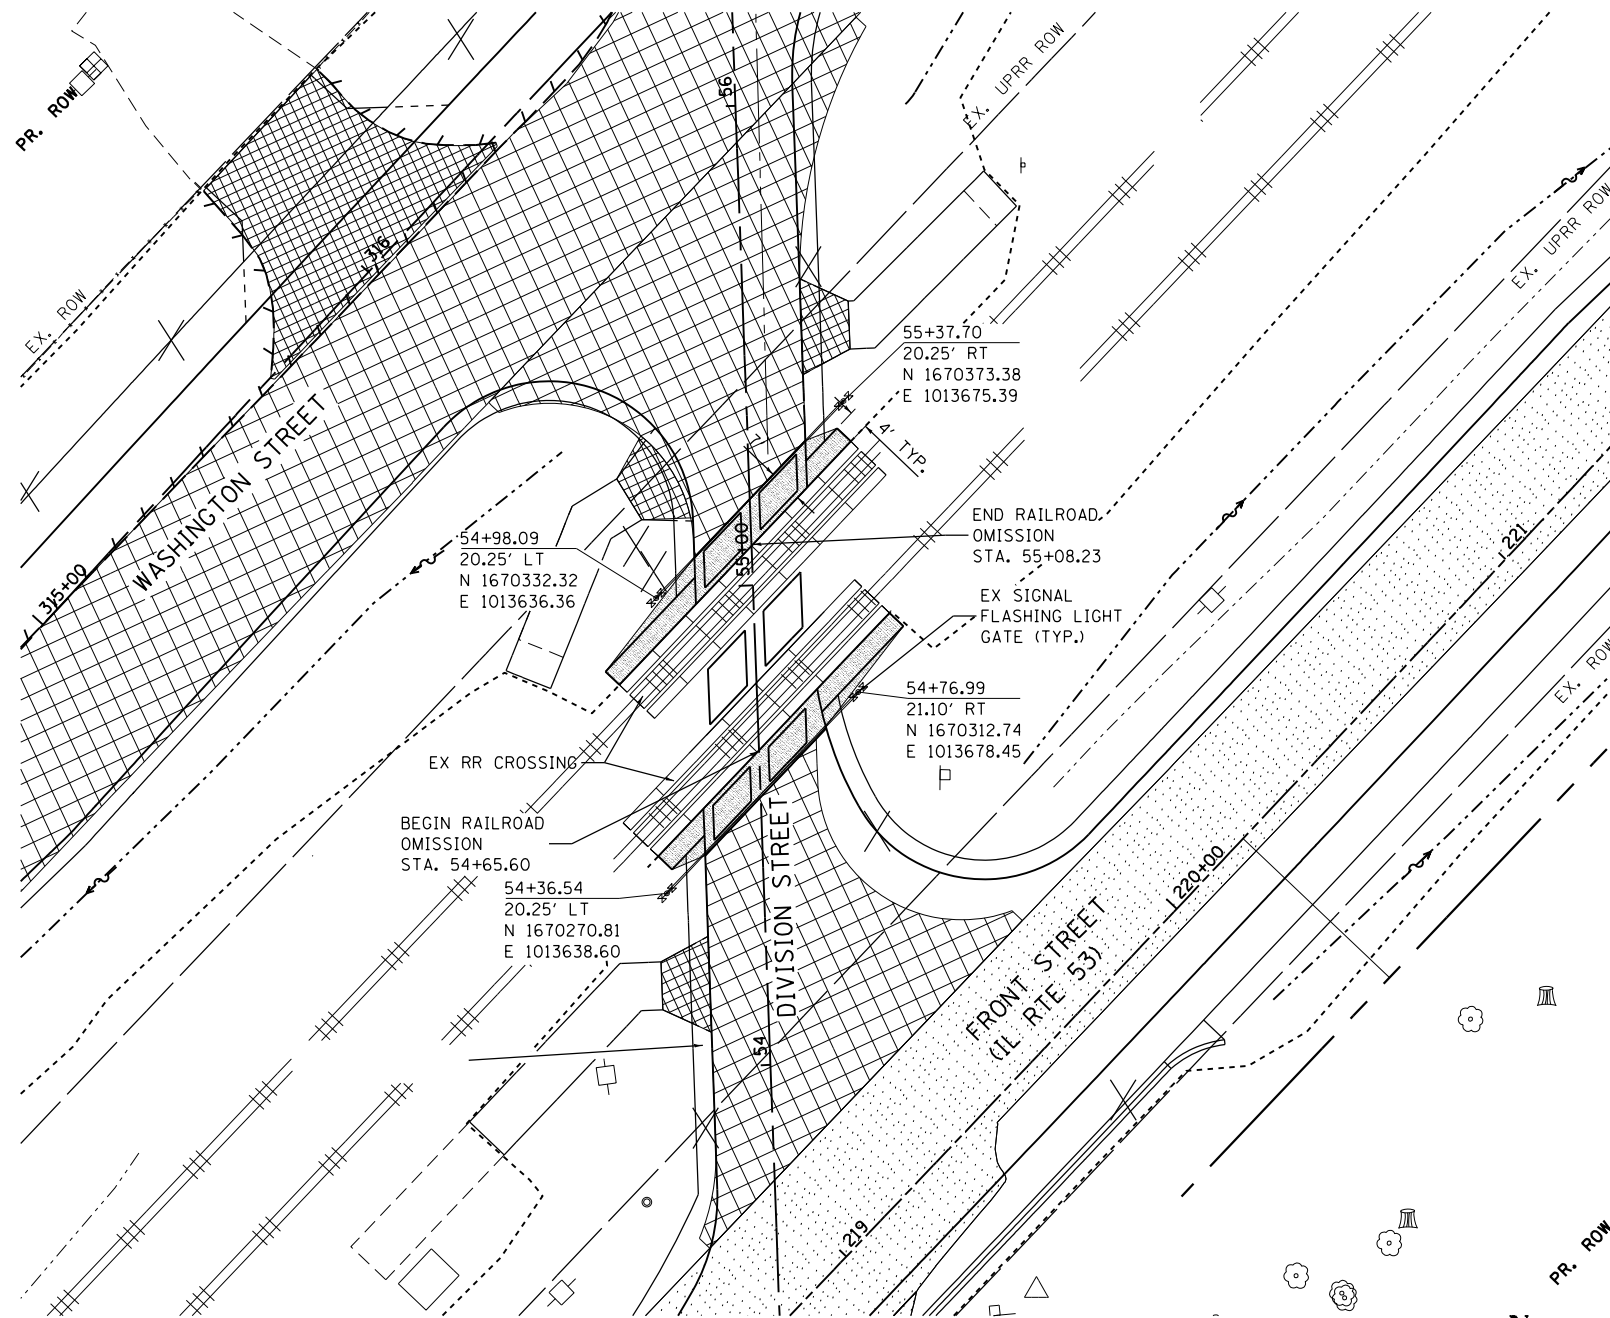 PR. ROW
56
EX. UPRR ROW
EX. UPRR ROW
316
EX. ROW
55+37.70
20.25' RT
N 1670373.38
E 1013675.39
WASHINGTON STREET
4' TYP.
315+00
54+98.09
20.25' LT
N 1670332.32
E 1013636.36
55+00
END RAILROAD
OMISSION
STA. 55+08.23
221
EX SIGNAL
FLASHING LIGHT
GATE (TYP.)
EX. ROW
54+76.99
21.10' RT
N 1670312.74
E 1013678.45
EX RR CROSSING
BEGIN RAILROAD
OMISSION
STA. 54+65.60
54+36.54
20.25' LT
N 1670270.81
E 1013638.60
DIVISION STREET
220+00
FRONT STREET
(IL RTE 53)
54
219
PR. ROW